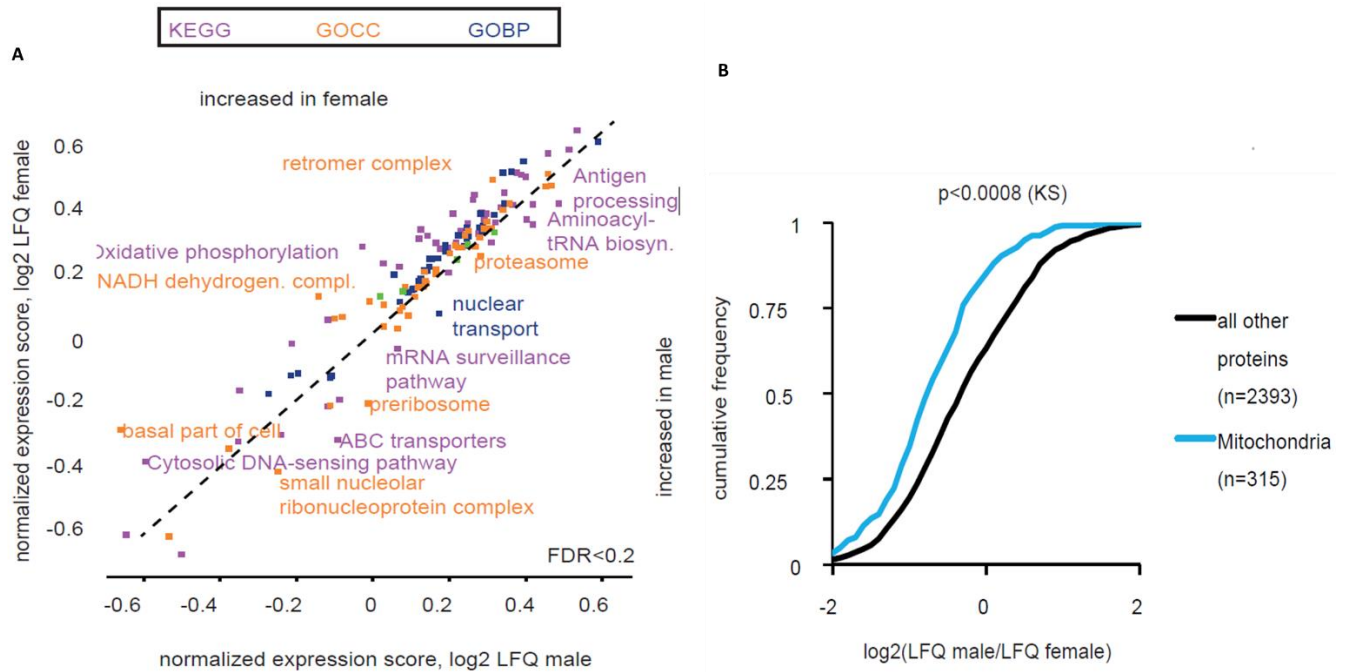 KEGG GOCC GOBP
A
increased in female
normalized expression score, log2 LFQ female
0.6
0.4
0.2
0
-0.2
-0.4
-0.6
retromer complex
Antigen
processing
Aminoacyl-
tRNA biosyn.
Oxidative phosphorylation
NADH dehydrogen. compl.
proteasome
nuclear
transport
mRNA surveillance
pathway
preribosome
basal part of cell
ABC transporters
Cytosolic DNA-sensing pathway
small nucleolar
ribonucleoprotein complex
increased in male
FDR<0.2
-0.6 -0.4 -0.2 0 0.2 0.4 0.6
normalized expression score, log2 LFQ male
B
p<0.0008 (KS)
cumulative frequency
1
0.75
0.5
0.25
0
-2 0 2
log2(LFQ male/LFQ female)
all other
proteins
(n=2393)
Mitochondria
(n=315)